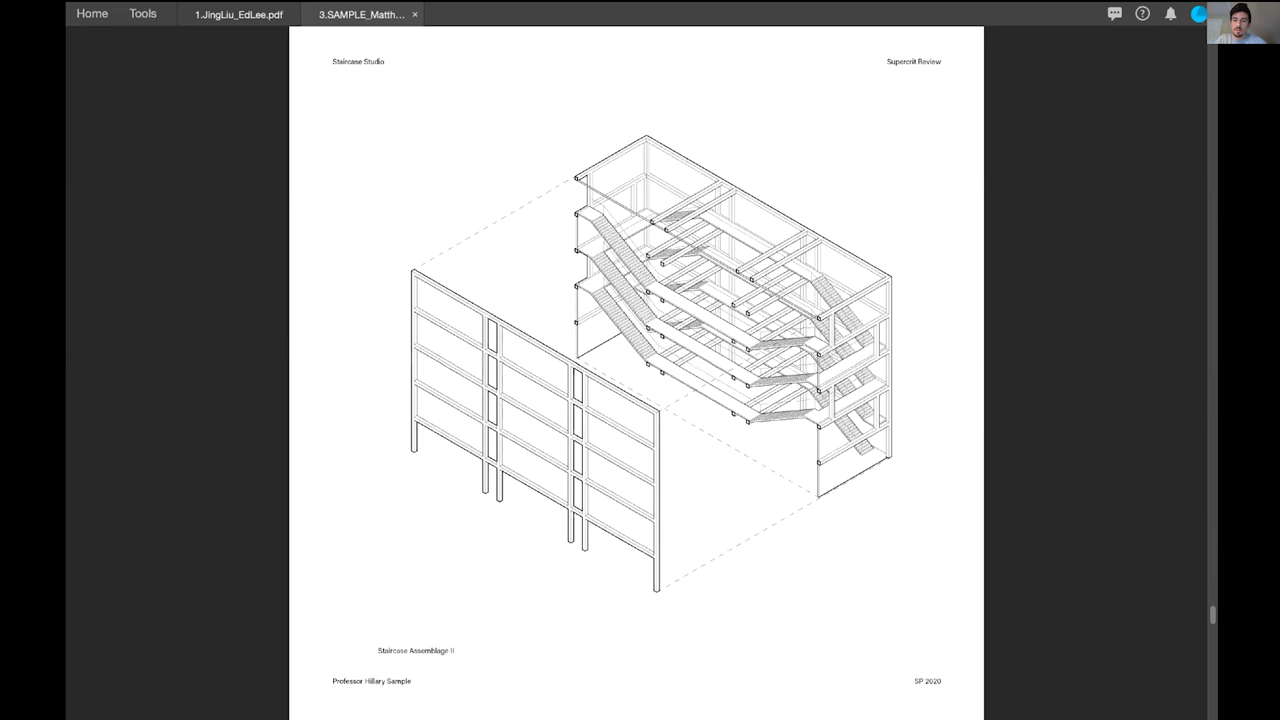 Home Tools 1.JingLiu_EdLee.pdf 3.SAMPLE_Matth... ×
Staircase Studio Supercrit Review
Staircase Assemblage II
Professor Hillary Sample SP 2020